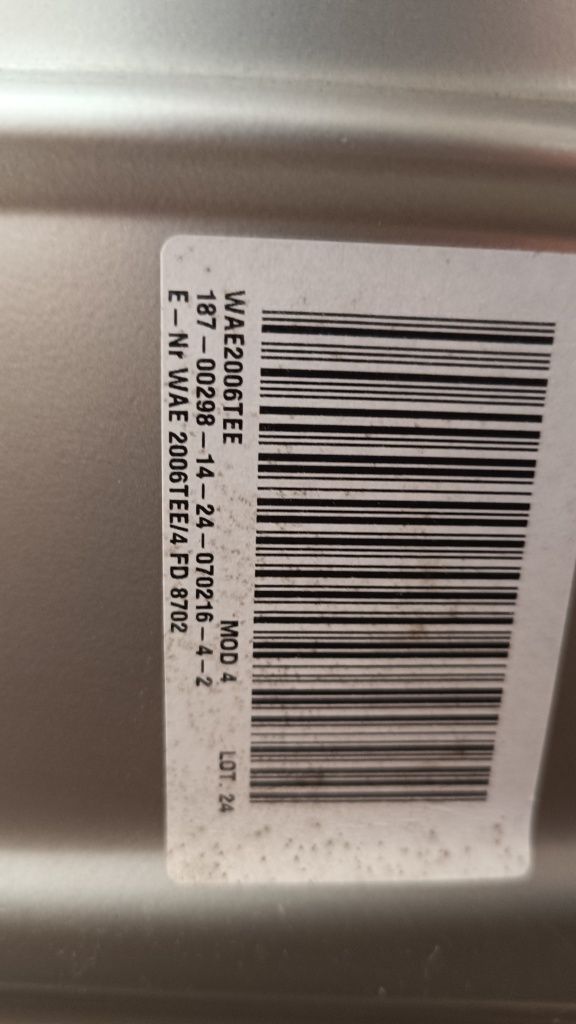 WAE2006TEE MOD 4 LOT. 24
187-00298-14-24-070216-4-2
E-Nr WAE 2006TEE/4 FD 8702